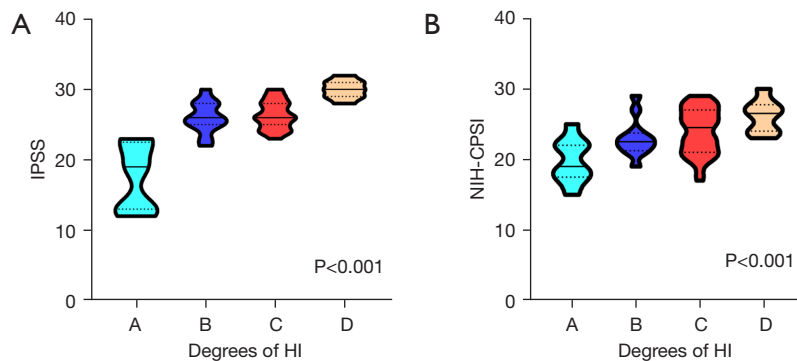 A
40
30
20
10
0
IPSS
P<0.001
A B C D
Degrees of HI
B
40
30
20
10
0
NIH-CPSI
P<0.001
A B C D
Degrees of HI